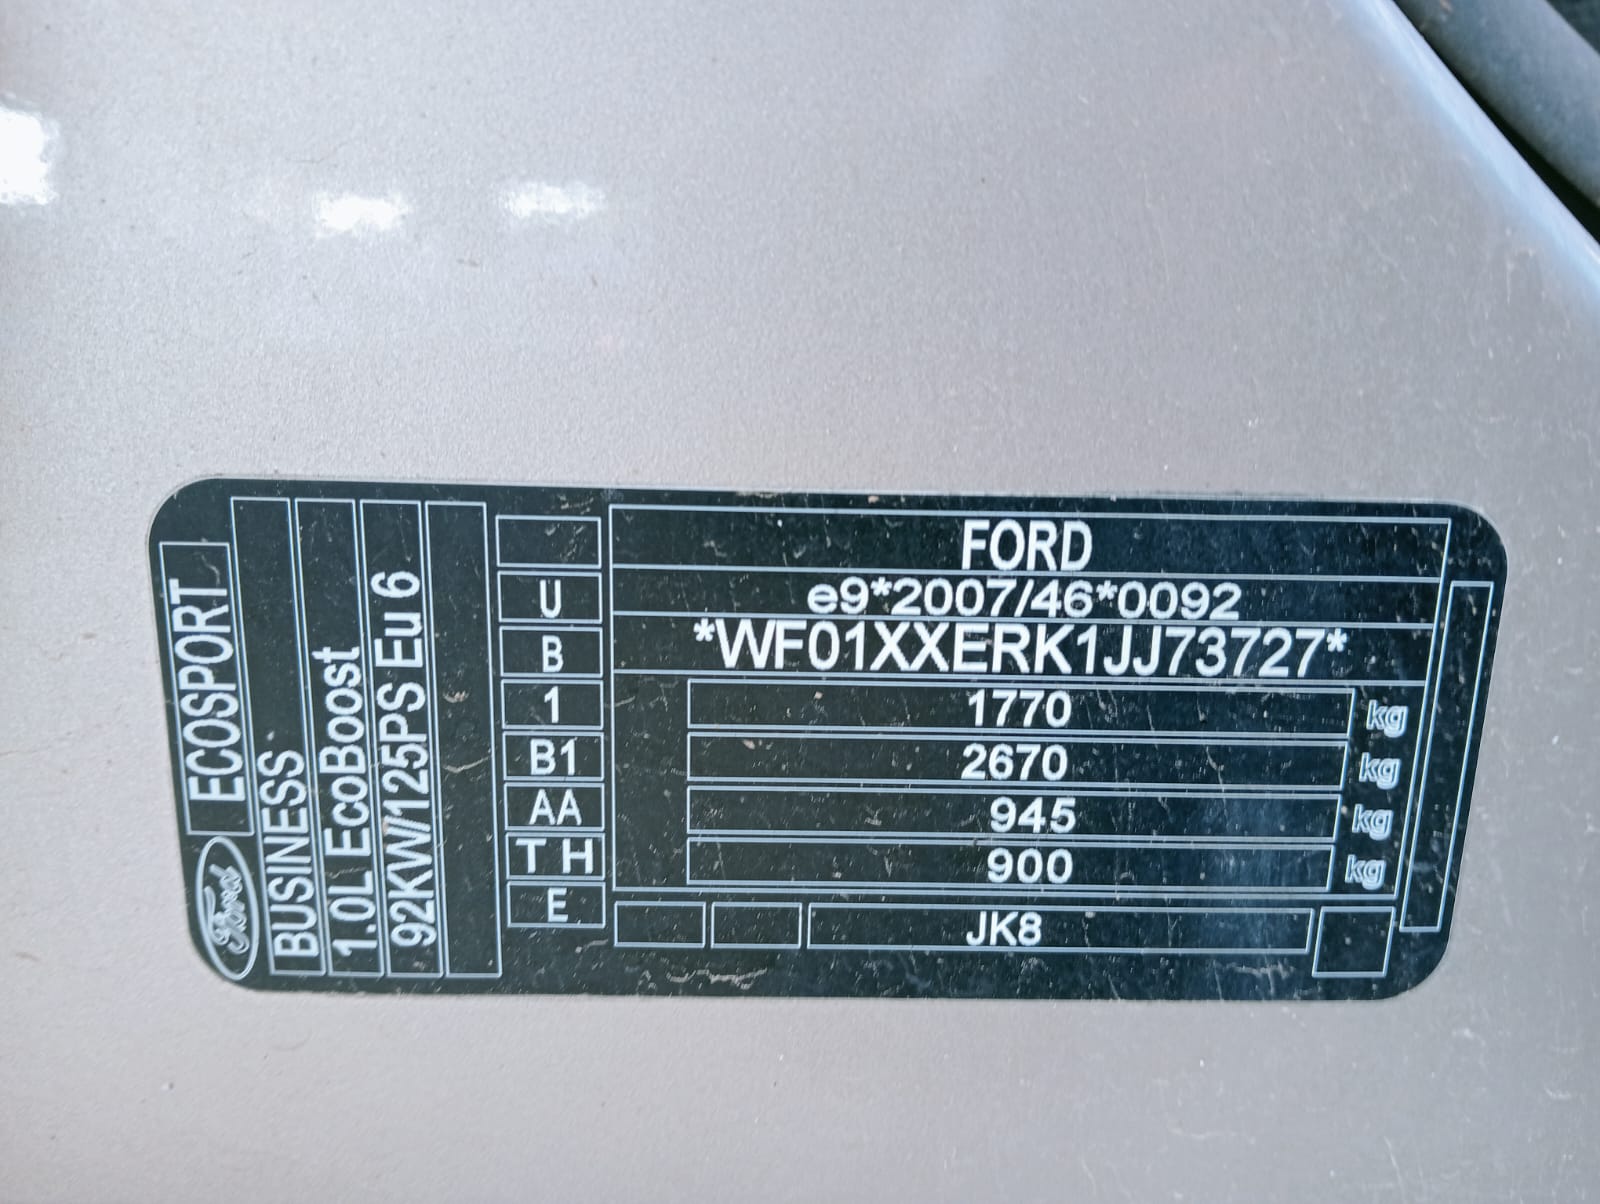 FORD
U e9*2007/46*0092
B *WF01XXERK1JJ73727*
1 1770 kg
B1 2670 kg
AA 945 kg
T H 900 kg
E JK8
Ford ECOSPORT
BUSINESS
1.0L EcoBoost
92KW/125PS Eu 6